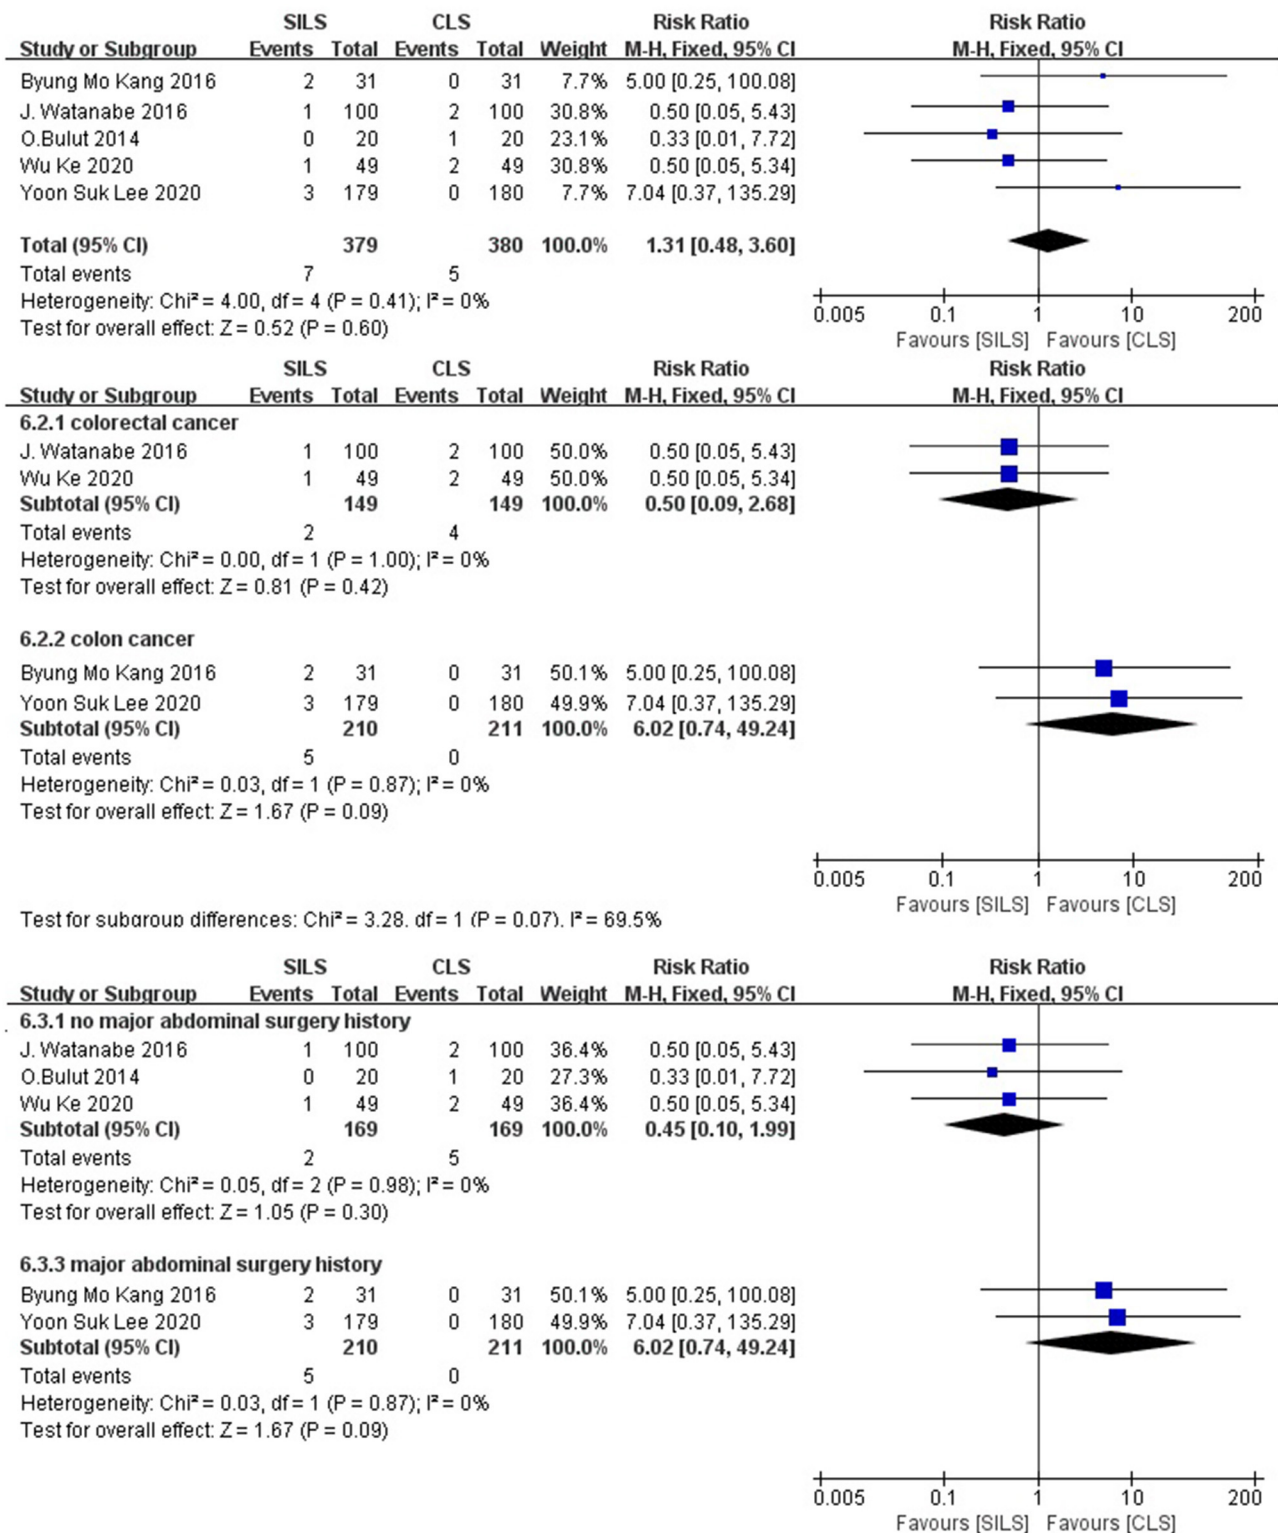 SILS CLS Risk Ratio Risk Ratio
Study or Subgroup Events Total Events Total Weight M-H, Fixed, 95% CI M-H, Fixed, 95% CI
Byung Mo Kang 2016 2 31 0 31 7.7% 5.00 [0.25, 100.08]
J. Watanabe 2016 1 100 2 100 30.8% 0.50 [0.05, 5.43]
O.Bulut 2014 0 20 1 20 23.1% 0.33 [0.01, 7.72]
Wu Ke 2020 1 49 2 49 30.8% 0.50 [0.05, 5.34]
Yoon Suk Lee 2020 3 179 0 180 7.7% 7.04 [0.37, 135.29]
Total (95% CI) 379 380 100.0% 1.31 [0.48, 3.60]
Total events 7 5
Heterogeneity: Chi² = 4.00, df = 4 (P = 0.41); I² = 0%
Test for overall effect: Z = 0.52 (P = 0.60)
0.005 0.1 1 10 200
Favours [SILS] Favours [CLS]
SILS CLS Risk Ratio Risk Ratio
Study or Subgroup Events Total Events Total Weight M-H, Fixed, 95% CI M-H, Fixed, 95% CI
6.2.1 colorectal cancer
J. Watanabe 2016 1 100 2 100 50.0% 0.50 [0.05, 5.43]
Wu Ke 2020 1 49 2 49 50.0% 0.50 [0.05, 5.34]
Subtotal (95% CI) 149 149 100.0% 0.50 [0.09, 2.68]
Total events 2 4
Heterogeneity: Chi² = 0.00, df = 1 (P = 1.00); I² = 0%
Test for overall effect: Z = 0.81 (P = 0.42)
6.2.2 colon cancer
Byung Mo Kang 2016 2 31 0 31 50.1% 5.00 [0.25, 100.08]
Yoon Suk Lee 2020 3 179 0 180 49.9% 7.04 [0.37, 135.29]
Subtotal (95% CI) 210 211 100.0% 6.02 [0.74, 49.24]
Total events 5 0
Heterogeneity: Chi² = 0.03, df = 1 (P = 0.87); I² = 0%
Test for overall effect: Z = 1.67 (P = 0.09)
0.005 0.1 1 10 200
Favours [SILS] Favours [CLS]
Test for subgroup differences: Chi² = 3.28, df = 1 (P = 0.07), I² = 69.5%
SILS CLS Risk Ratio Risk Ratio
Study or Subgroup Events Total Events Total Weight M-H, Fixed, 95% CI M-H, Fixed, 95% CI
6.3.1 no major abdominal surgery history
J. Watanabe 2016 1 100 2 100 36.4% 0.50 [0.05, 5.43]
O.Bulut 2014 0 20 1 20 27.3% 0.33 [0.01, 7.72]
Wu Ke 2020 1 49 2 49 36.4% 0.50 [0.05, 5.34]
Subtotal (95% CI) 169 169 100.0% 0.45 [0.10, 1.99]
Total events 2 5
Heterogeneity: Chi² = 0.05, df = 2 (P = 0.98); I² = 0%
Test for overall effect: Z = 1.05 (P = 0.30)
6.3.3 major abdominal surgery history
Byung Mo Kang 2016 2 31 0 31 50.1% 5.00 [0.25, 100.08]
Yoon Suk Lee 2020 3 179 0 180 49.9% 7.04 [0.37, 135.29]
Subtotal (95% CI) 210 211 100.0% 6.02 [0.74, 49.24]
Total events 5 0
Heterogeneity: Chi² = 0.03, df = 1 (P = 0.87); I² = 0%
Test for overall effect: Z = 1.67 (P = 0.09)
0.005 0.1 1 10 200
Favours [SILS] Favours [CLS]